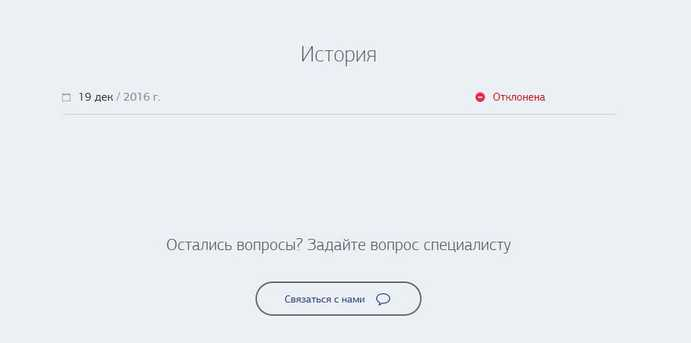 История
19 дек / 2016 г. Отклонена
Остались вопросы? Задайте вопрос специалисту
Связаться с нами